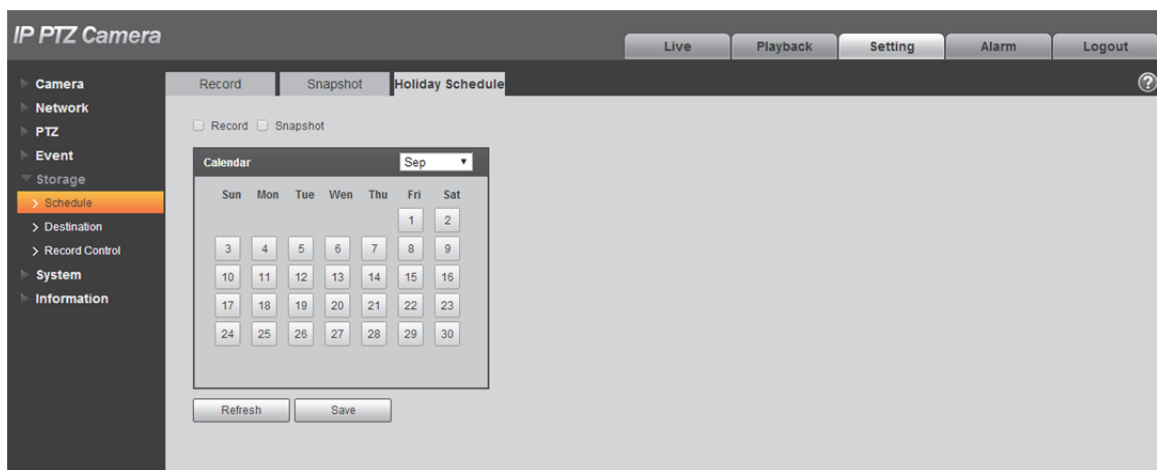 IP PTZ Camera
Live Playback Setting Alarm Logout
Camera
Network
PTZ
Event
Storage
Schedule
Destination
Record Control
System
Information
Record Snapshot Holiday Schedule ?
Record Snapshot
Calendar Sep
Sun Mon Tue Wen Thu Fri Sat
1 2
3 4 5 6 7 8 9
10 11 12 13 14 15 16
17 18 19 20 21 22 23
24 25 26 27 28 29 30
Refresh Save